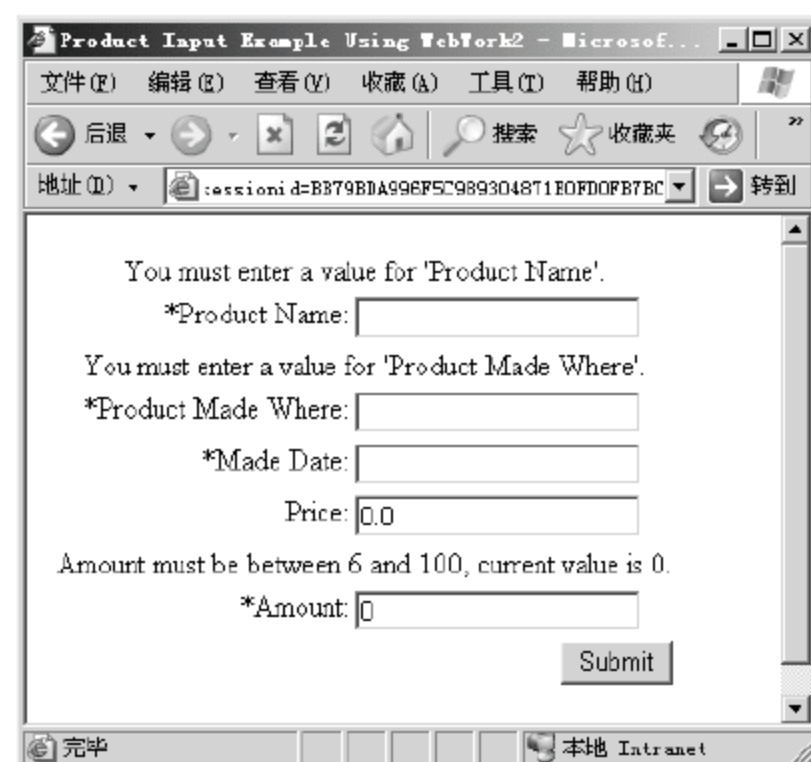 Product Input Example Using WebWork2 - Microsof...
文件(F) 编辑(E) 查看(V) 收藏(A) 工具(T) 帮助(H)
后退 搜索 收藏夹 »
地址(D) :essionid=BB79BDA996F5C989304871E0FD0FB7BC 转到
You must enter a value for 'Product Name'.
*Product Name:
You must enter a value for 'Product Made Where'.
*Product Made Where:
*Made Date:
Price: 0.0
Amount must be between 6 and 100, current value is 0.
*Amount: 0
Submit
完毕 本地 Intranet